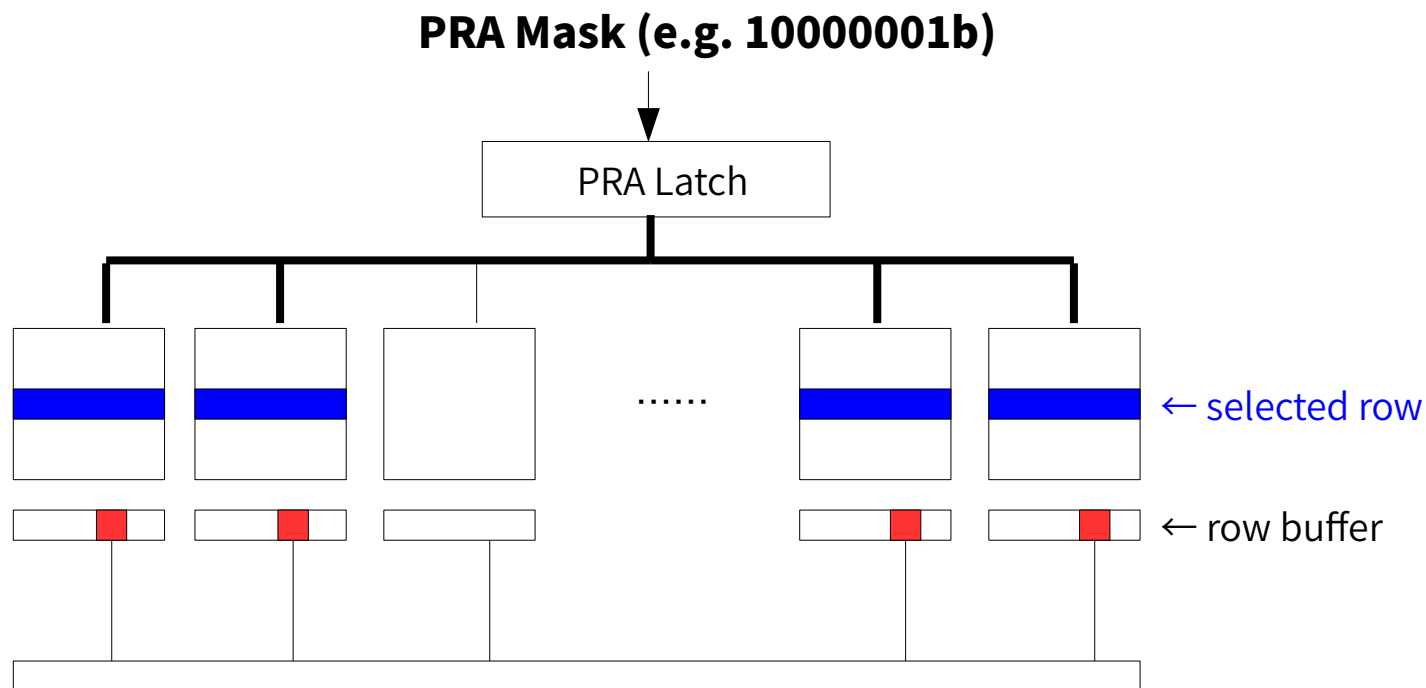 PRA Mask (e.g. 10000001b)
PRA Latch
......
← selected row
← row buffer